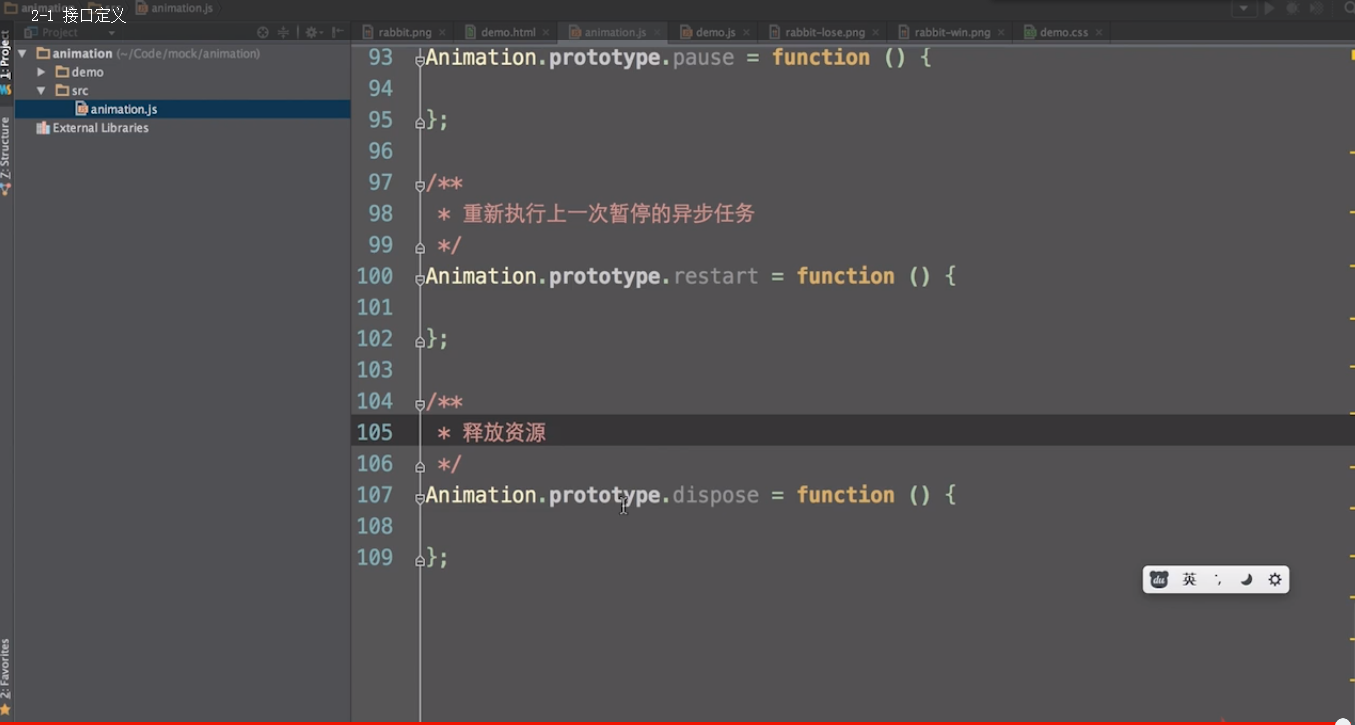 animation
src
animation.js
2-1 接口定义
Project
rabbit.png
demo.html
animation.js
demo.js
rabbit-lose.png
rabbit-win.png
demo.css
1: Project
Z: Structure
2: Favorites
animation (~/Code/mock/animation)
demo
src
animation.js
External Libraries
93 Animation.prototype.pause = function () {
94
95 };
96
97 /**
98 * 重新执行上一次暂停的异步任务
99 */
100 Animation.prototype.restart = function () {
101
102 };
103
104 /**
105 * 释放资源
106 */
107 Animation.prototype.dispose = function () {
108
109 };
du 英